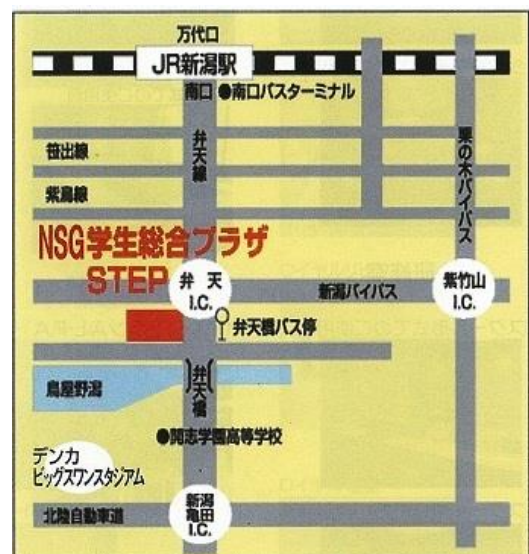 万代口
JR新潟駅
南口 ●南口バスターミナル
弁天線
栗の木バイパス
笹出線
紫鳥線
NSG学生総合プラザ
STEP
弁天
I.C.
新潟バイパス
紫竹山
I.C.
弁天橋バス停
鳥屋野潟
弁天橋
●開志学園高等学校
デンカ
ビッグスワンスタジアム
新潟
亀田
I.C.
北陸自動車道